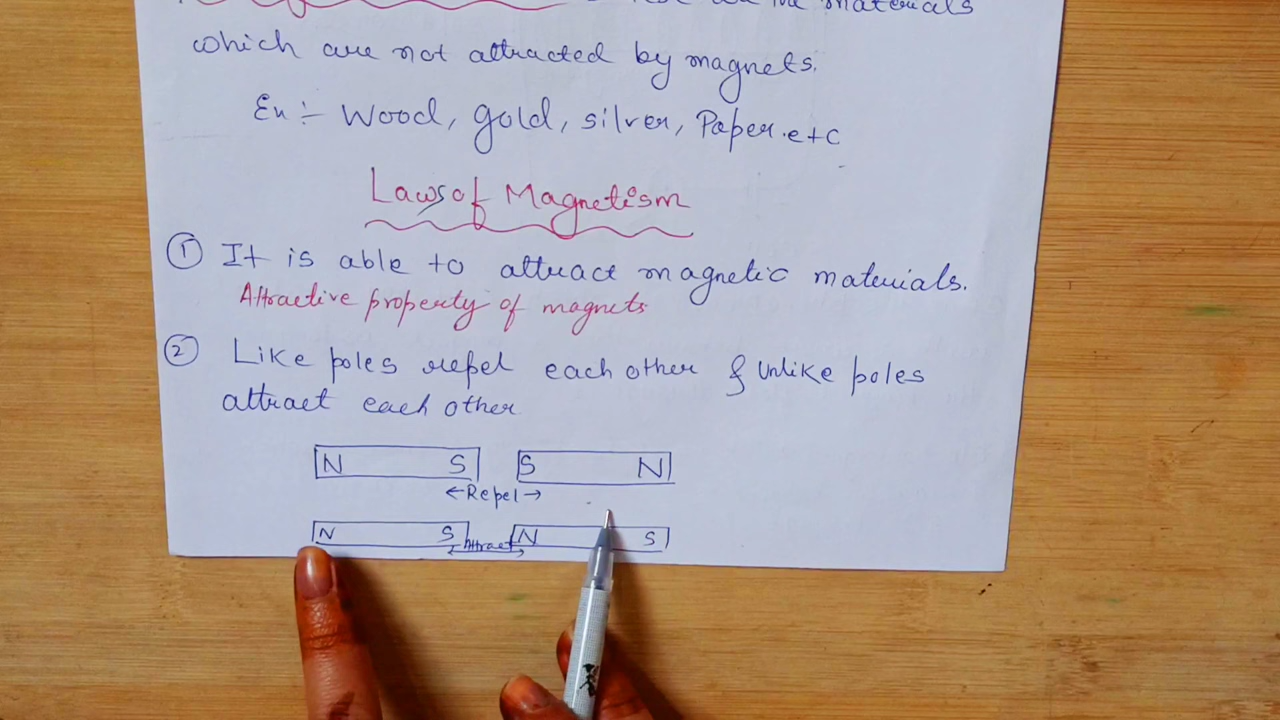 materials
which are not attracted by magnets.
Ex :- Wood, gold, silver, Paper.etc
Laws of Magnetism
① It is able to attract magnetic materials.
Attractive property of magnets
② Like poles repel each other & unlike poles
attract each other
N S S N
←Repel→
N S Attract N S